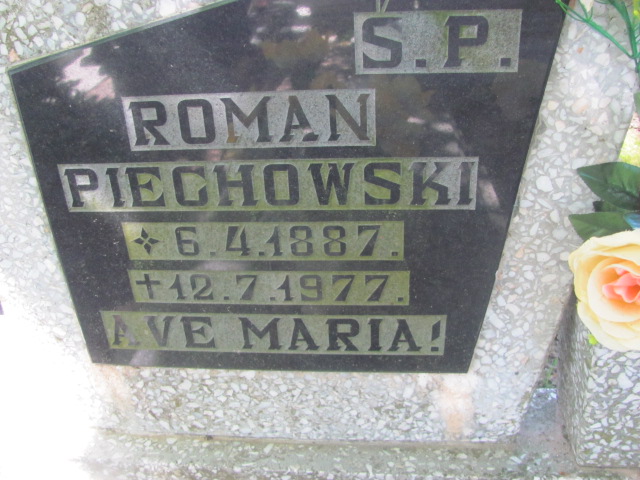 Ś.P.
ROMAN
PIECHOWSKI
6.4.1887.
✝12.7.1977.
AVE MARIA!